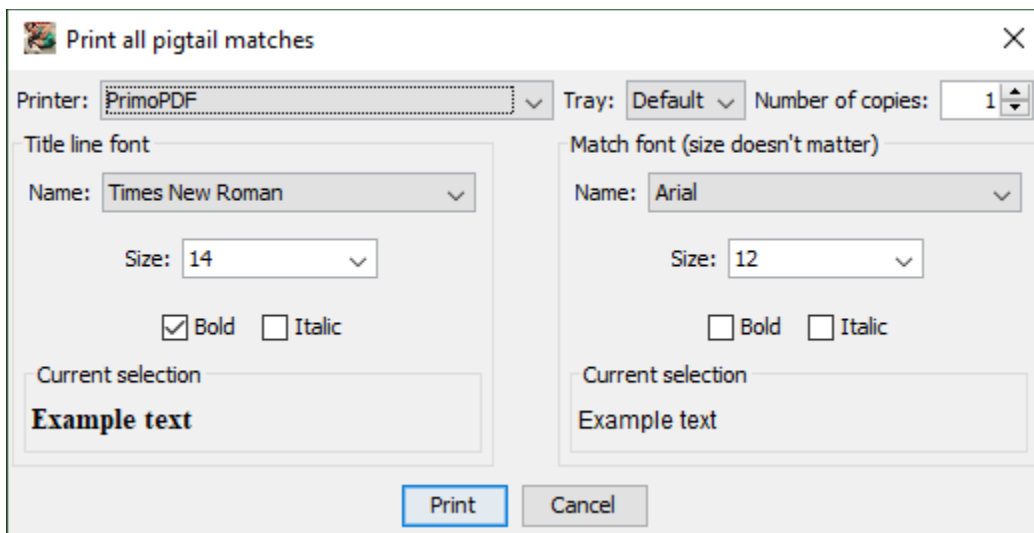 Print all pigtail matches
Printer: PrimoPDF Tray: Default Number of copies: 1
Title line font
Name: Times New Roman
Size: 14
Bold Italic
Current selection
Example text
Match font (size doesn't matter)
Name: Arial
Size: 12
Bold Italic
Current selection
Example text
Print Cancel